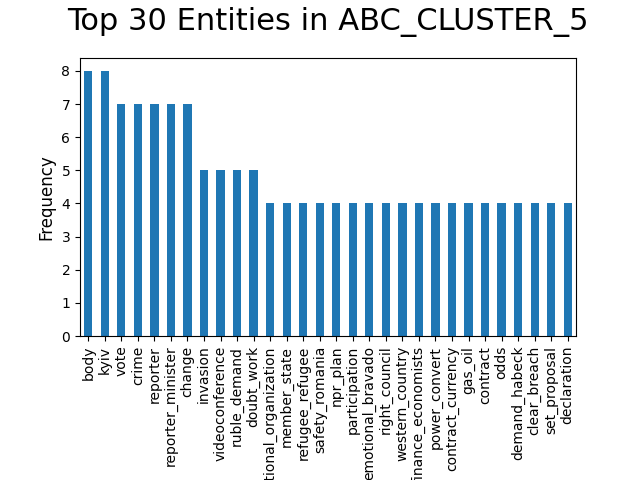 Top 30 Entities in ABC_CLUSTER_5
Frequency
8
7
6
5
4
3
2
1
0
body
kyiv
vote
crime
reporter
reporter_minister
change
invasion
videoconference
ruble_demand
doubt_work
tional_organization
member_state
refugee_refugee
safety_romania
npr_plan
participation
emotional_bravado
right_council
western_country
inance_economists
power_convert
contract_currency
gas_oil
contract
odds
demand_habeck
clear_breach
set_proposal
declaration